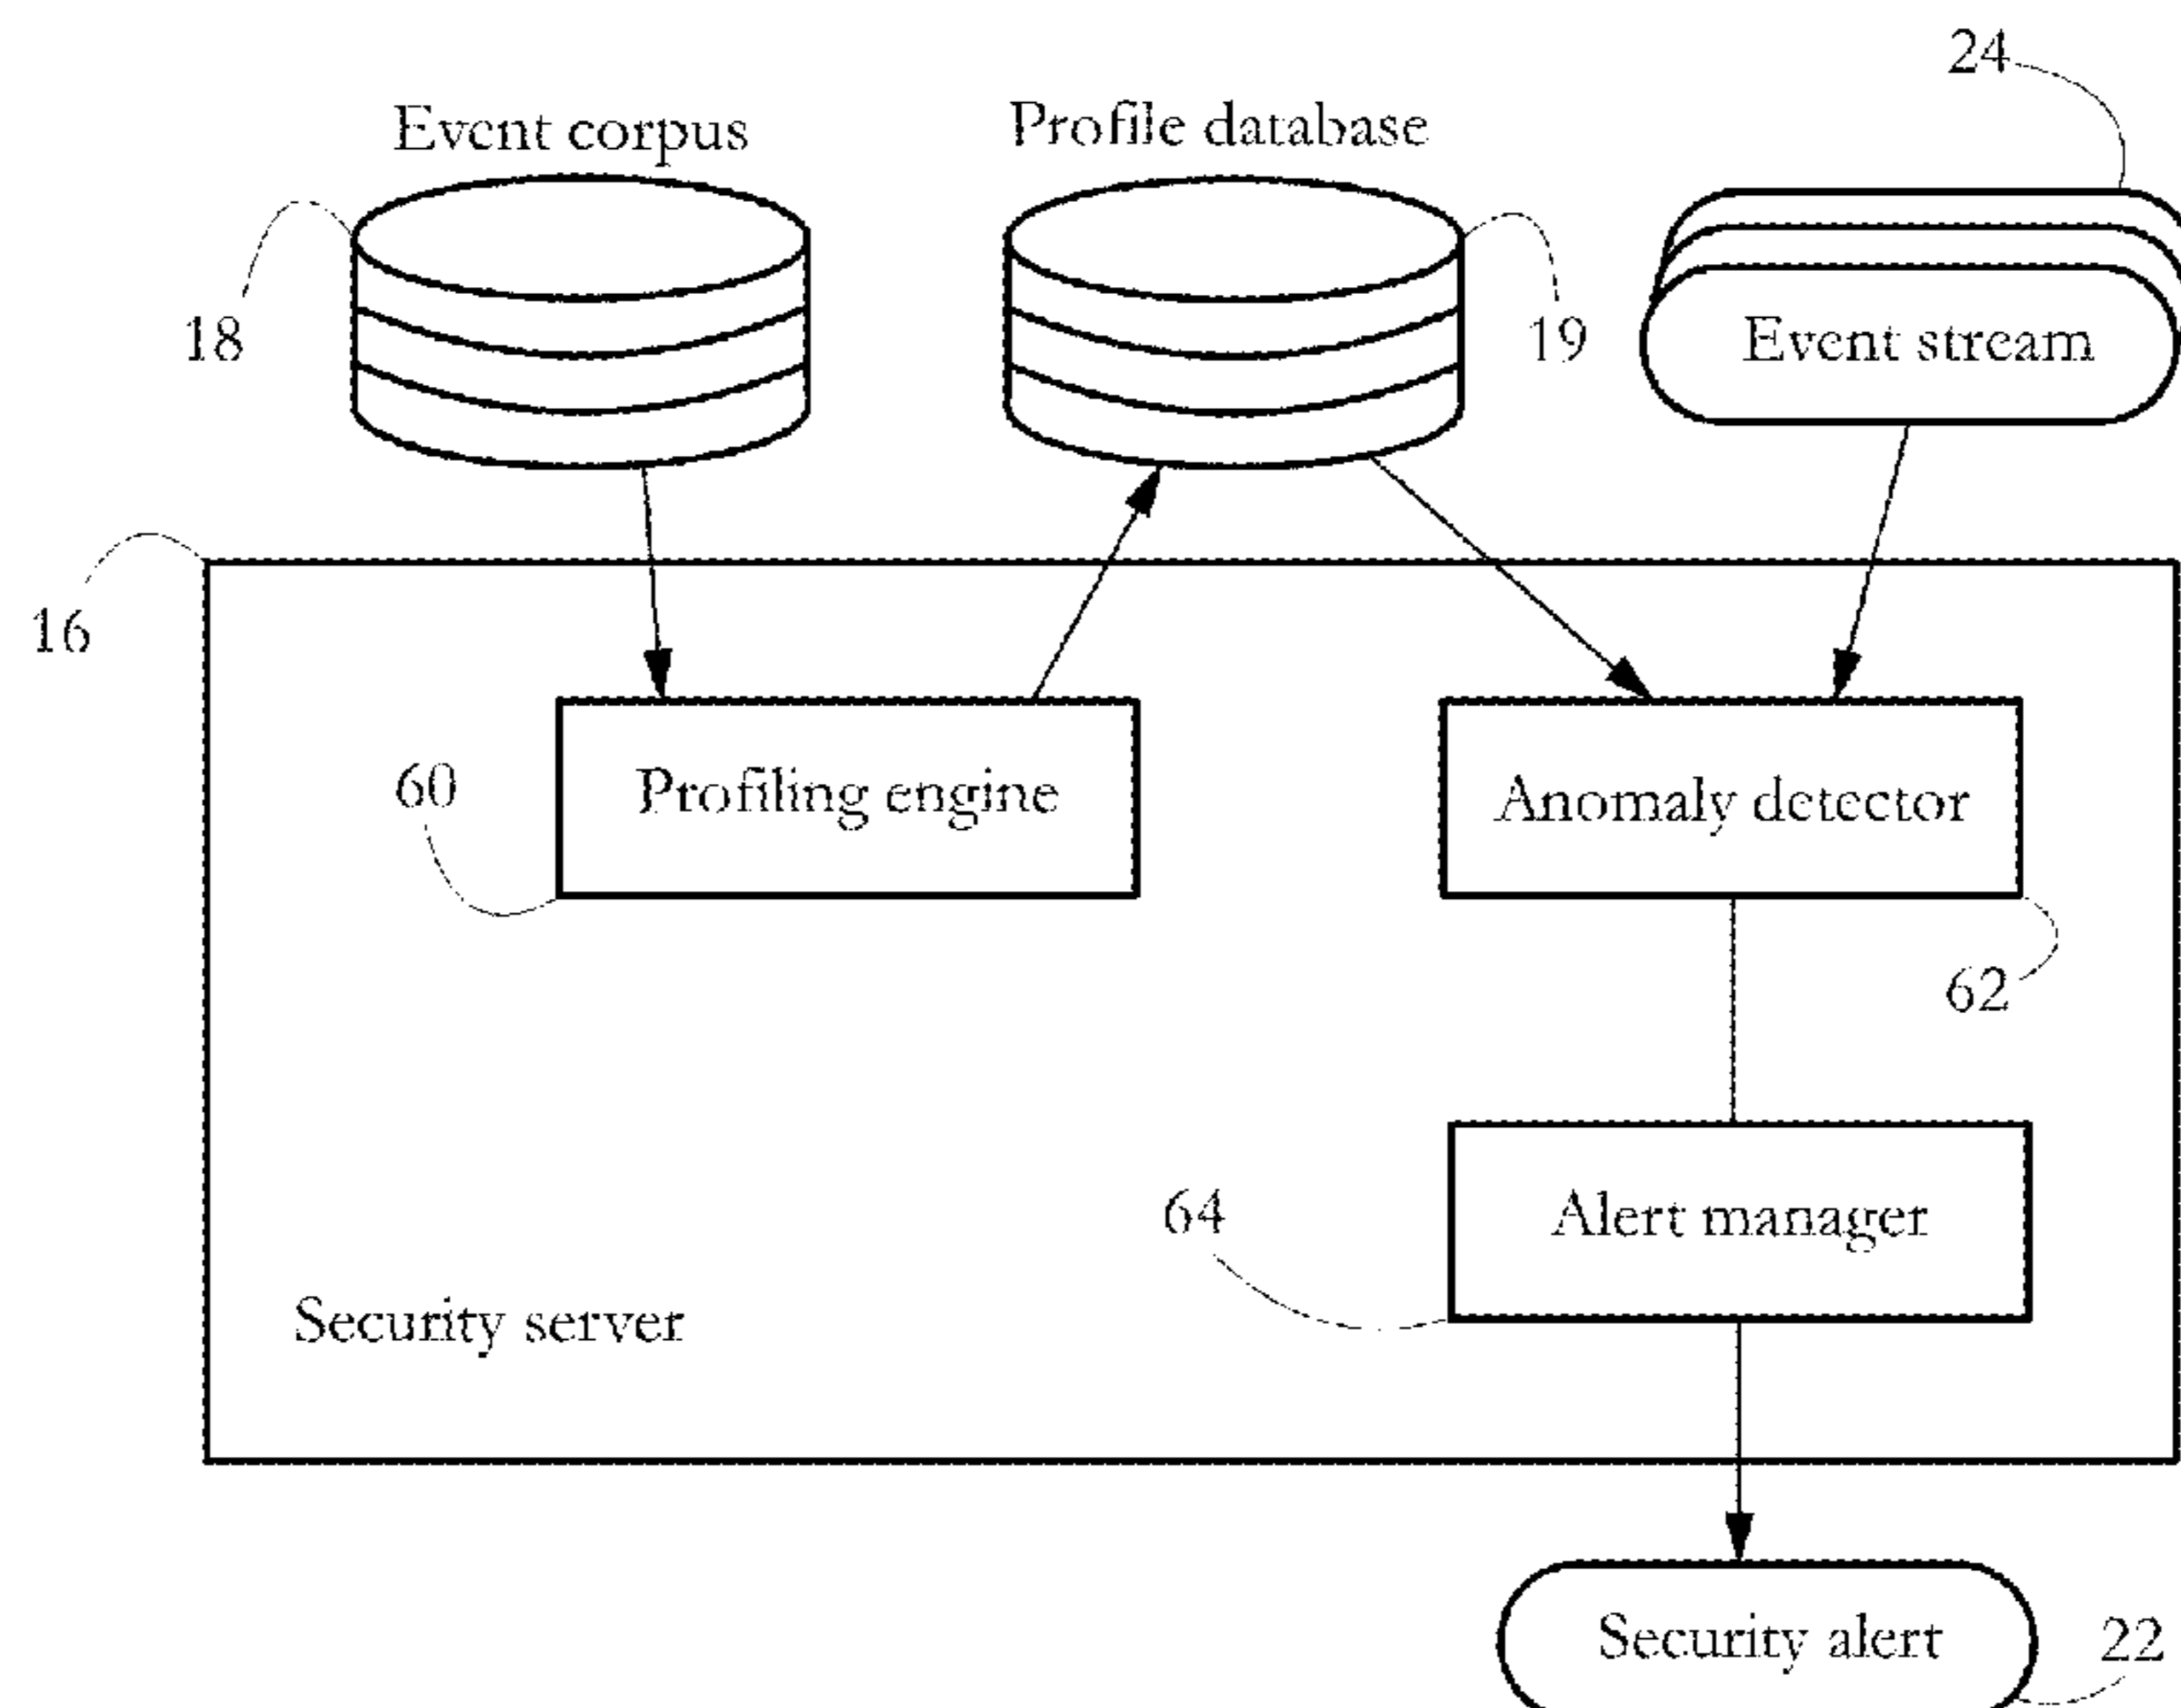 24
Event corpus
Profile database
18
19
Event stream
16
60
Profiling engine
Anomaly detector
62
64
Alert manager
Security server
Security alert
22